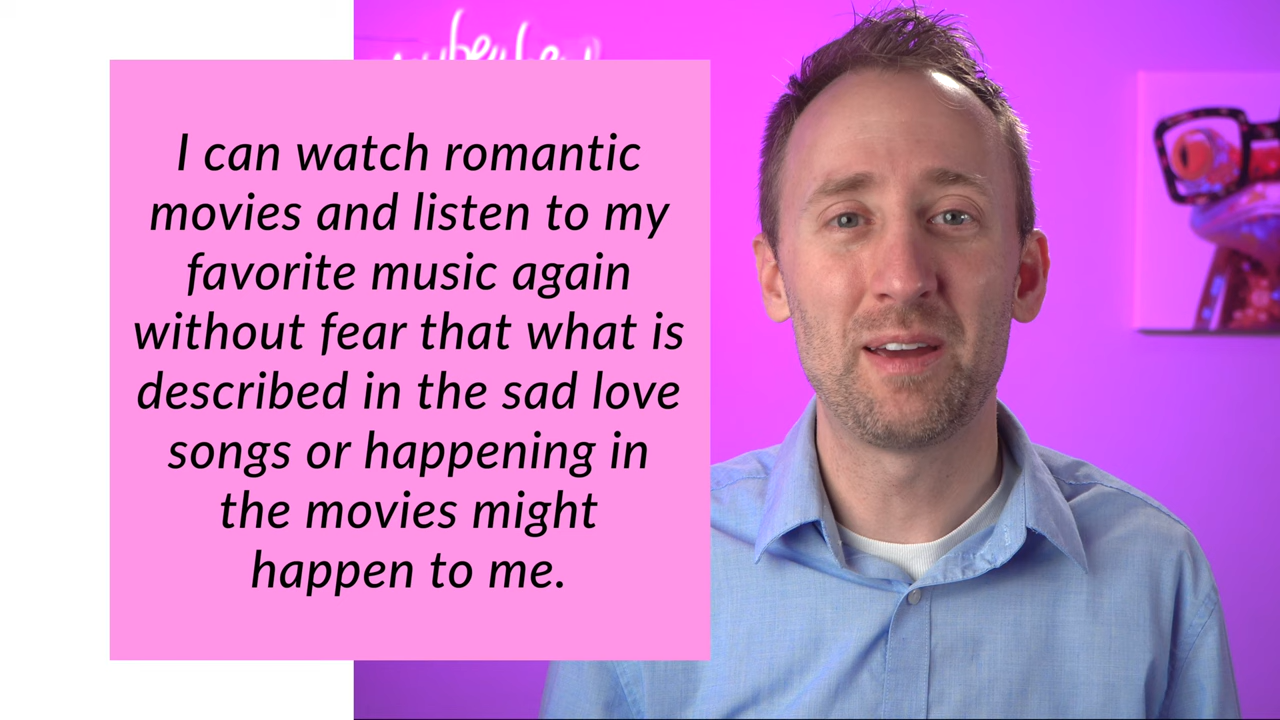 I can watch romantic
movies and listen to my
favorite music again
without fear that what is
described in the sad love
songs or happening in
the movies might
happen to me.